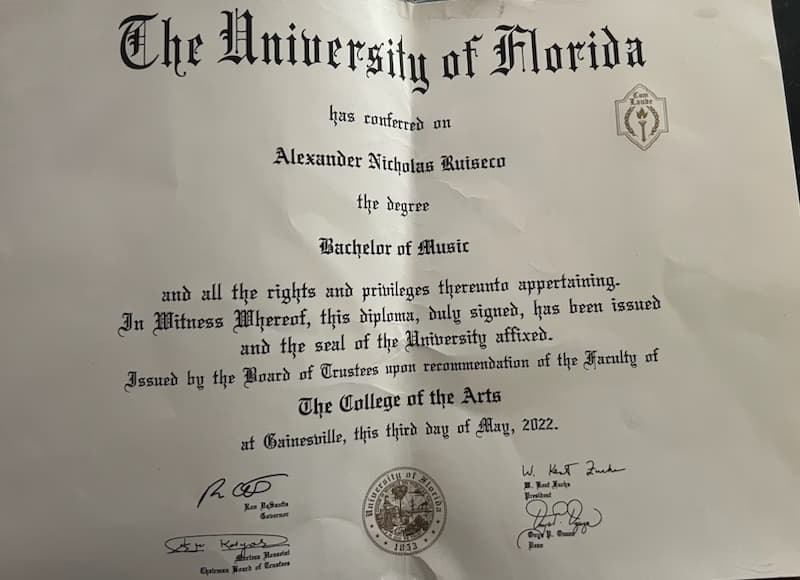 The University of Florida
Cum
Laude
has conferred on
Alexander Nicholas Ruiseco
the degree
Bachelor of Music
and all the rights and privileges thereunto appertaining.
In Witness Whereof, this diploma, duly signed, has been issued
and the seal of the University affixed.
Issued by the Board of Trustees upon recommendation of the Faculty of
The College of the Arts
at Gainesville, this third day of May, 2022.
Ron DeSantis
Governor
Chairman Board of Trustees
University of Florida
1853
W. Kent Fuchs
W. Kent Fuchs
President
Dean